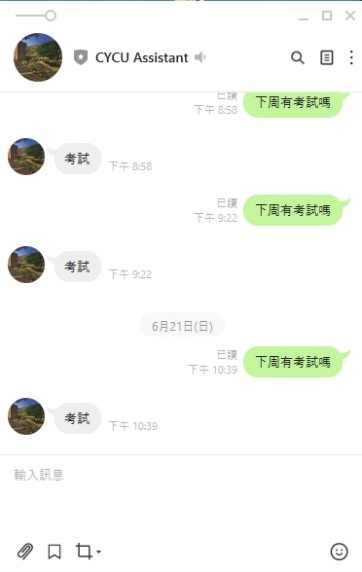 CYCU Assistant
已讀
下午 8:58
下周有考試嗎
考試
下午 8:58
已讀
下午 9:22
下周有考試嗎
考試
下午 9:22
6月21日(日)
已讀
下午 10:39
下周有考試嗎
考試
下午 10:39
輸入訊息